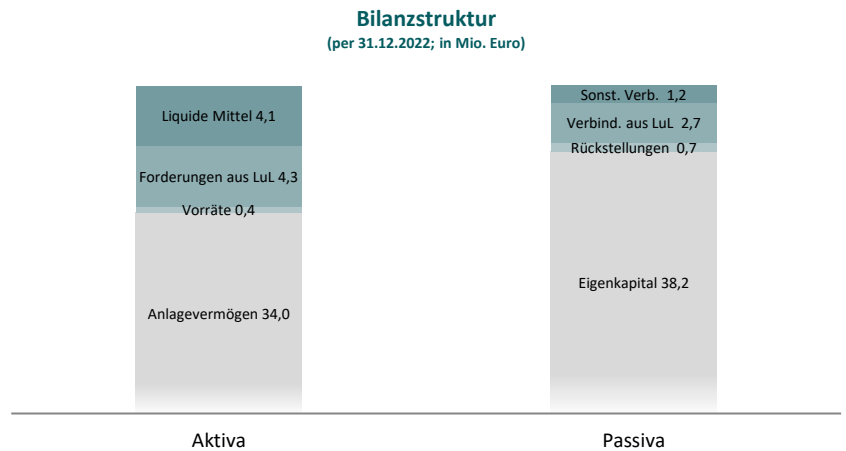 Bilanzstruktur
(per 31.12.2022; in Mio. Euro)
Liquide Mittel 4,1
Forderungen aus LuL 4,3
Vorräte 0,4
Anlagevermögen 34,0
Sonst. Verb. 1,2
Verbind. aus LuL 2,7
Rückstellungen 0,7
Eigenkapital 38,2
Aktiva
Passiva